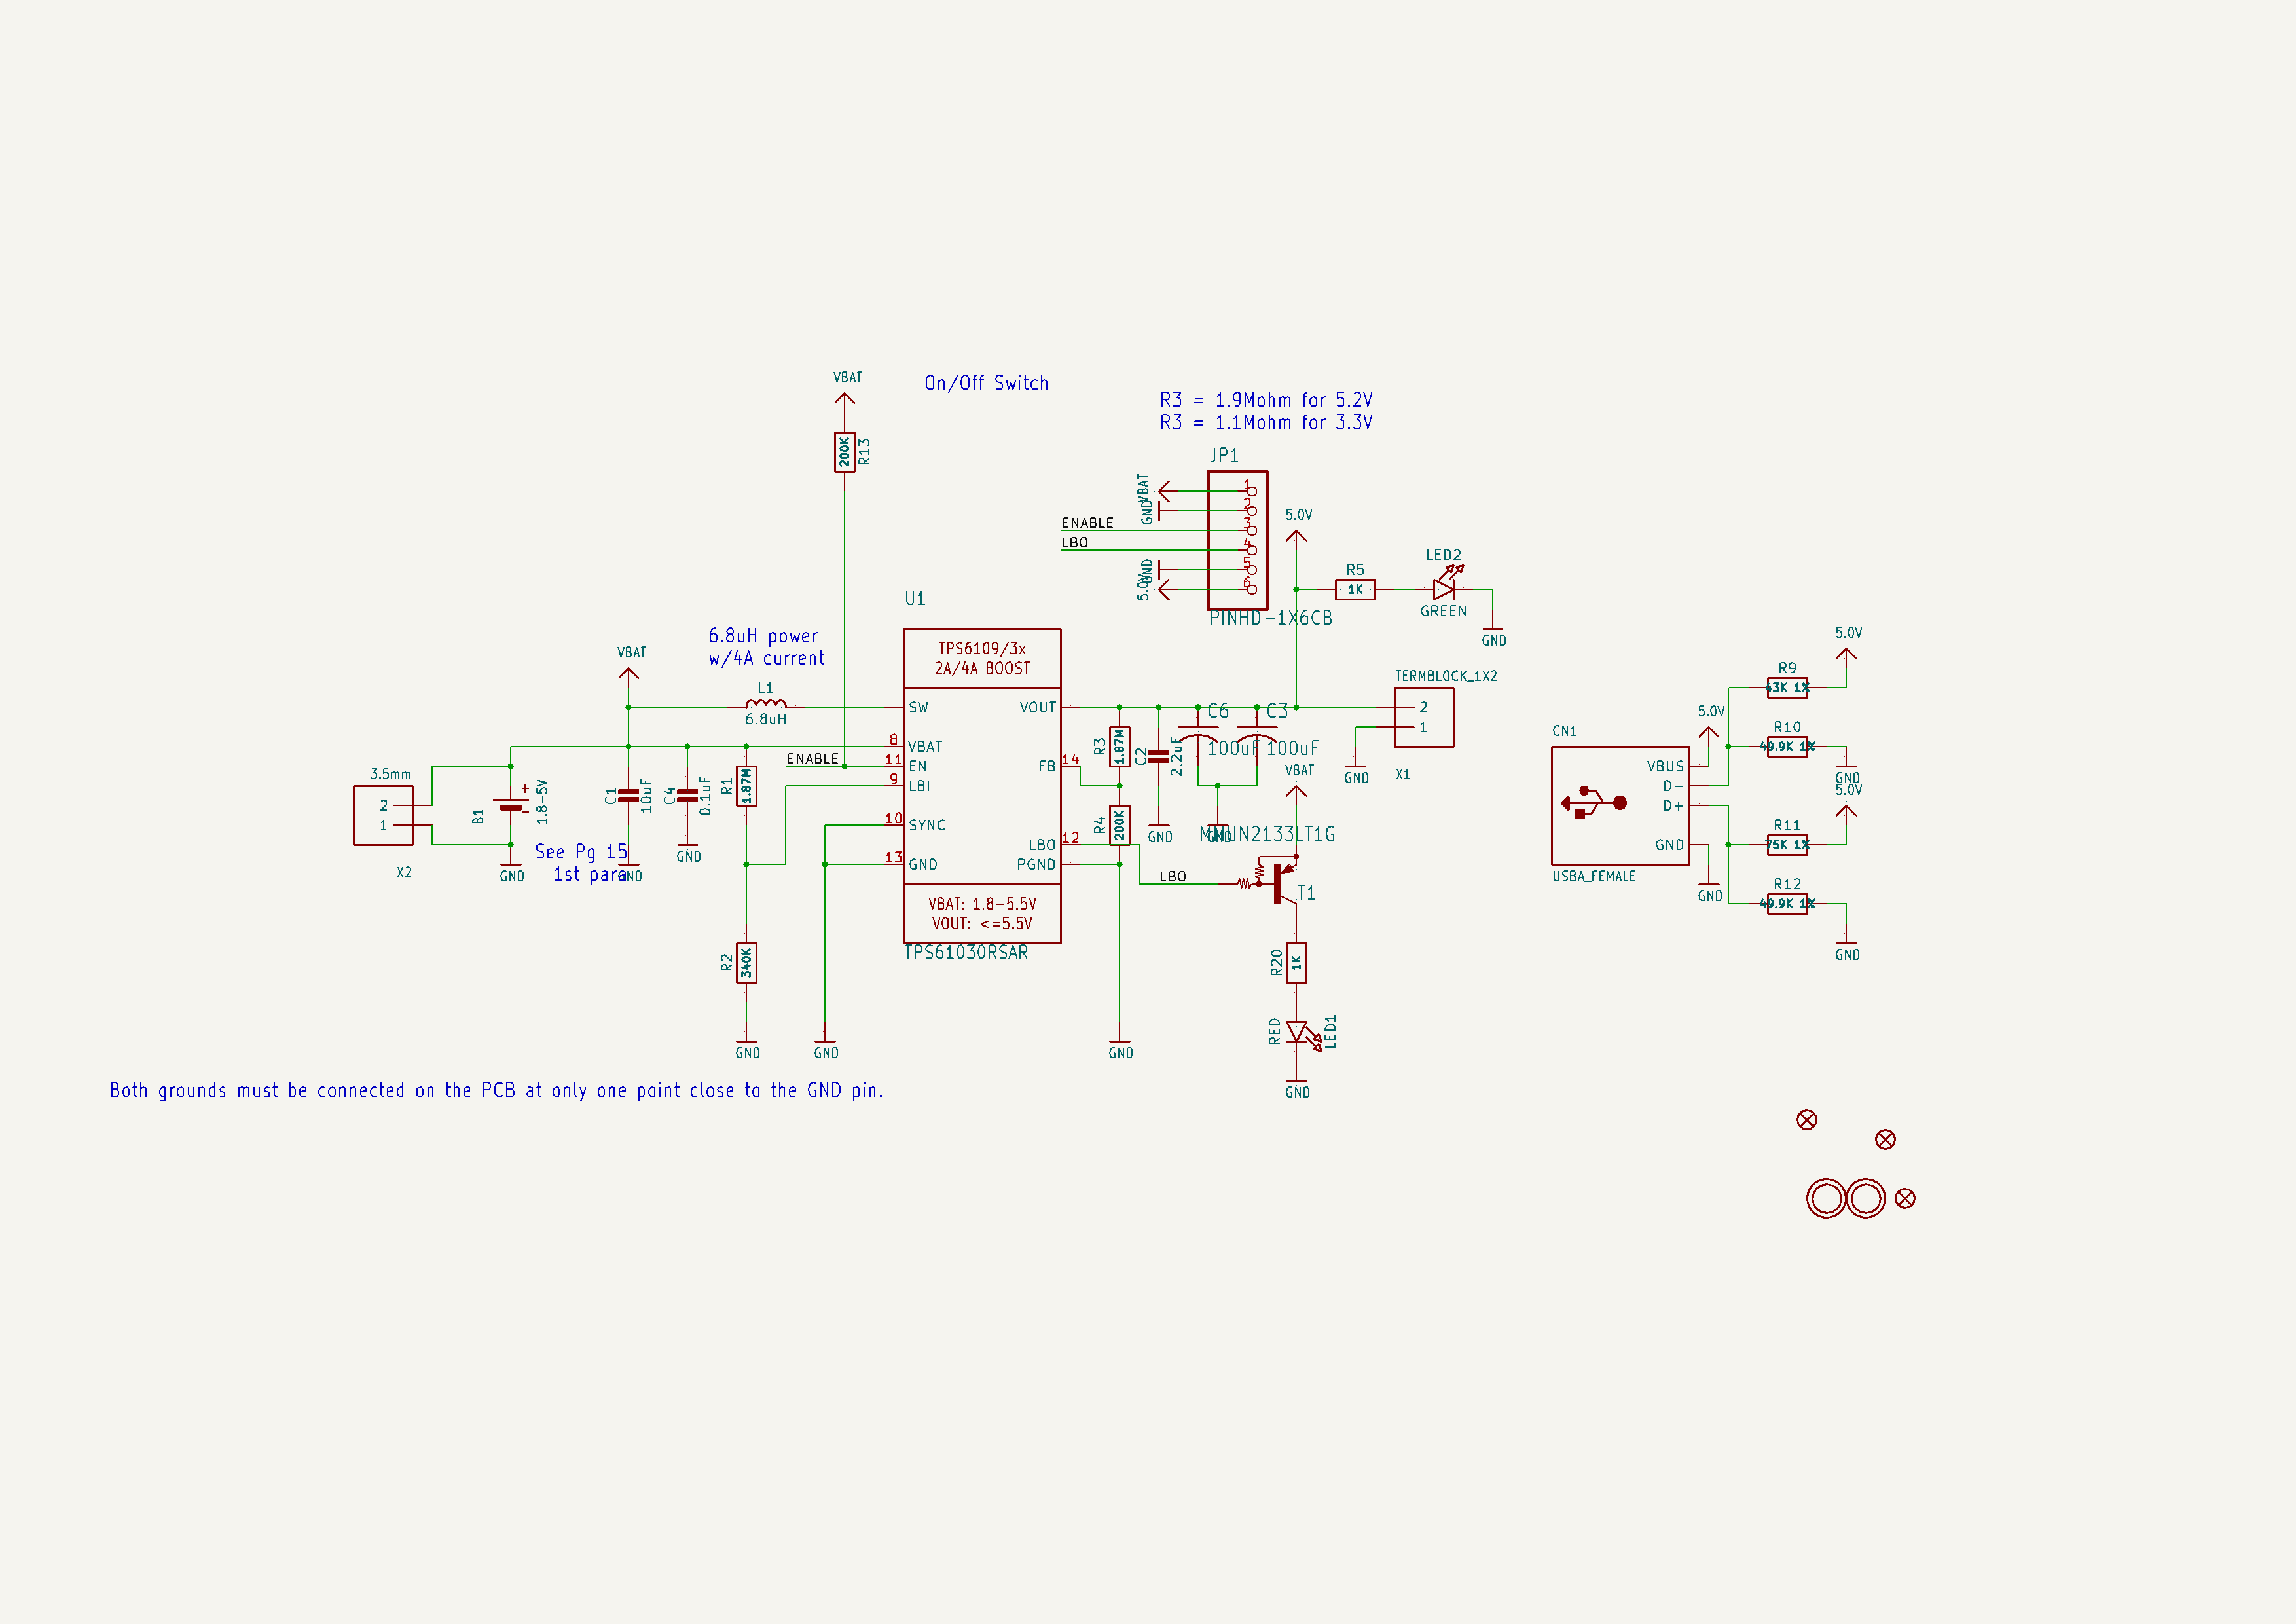 VBAT
On/Off Switch
R3 = 1.9Mohm for 5.2V
R3 = 1.1Mohm for 3.3V
200K
R13
JP1
VBAT
GND
ENABLE
LBO
GND
5.0V
1
2
3
4
5
6
PINHD-1X6CB
5.0V
R5
1K
LED2
GREEN
GND
U1
TPS6109/3x
2A/4A BOOST
6.8uH power
w/4A current
VBAT
L1
6.8uH
SW
VOUT
8
VBAT
ENABLE
11
EN
9
LBI
10
SYNC
13
GND
14
FB
12
LBO
PGND
VBAT: 1.8-5.5V
VOUT: <=5.5V
TPS61030RSAR
3.5mm
2
1
X2
B1
+
-
1.8-5V
GND
See Pg 15
1st para
C1
10uF
GND
C4
0.1uF
GND
R1
1.87M
R2
340K
GND
GND
R3
1.87M
R4
200K
GND
C2
2.2uF
GND
C6
100uF
C3
100uF
GND
VBAT
MMUN2133LT1G
LBO
T1
R20
1K
RED
LED1
GND
TERMBLOCK_1X2
2
1
X1
GND
CN1
VBUS
D-
D+
GND
USBA_FEMALE
5.0V
GND
5.0V
R9
43K 1%
R10
49.9K 1%
GND
5.0V
R11
75K 1%
R12
49.9K 1%
GND
Both grounds must be connected on the PCB at only one point close to the GND pin.